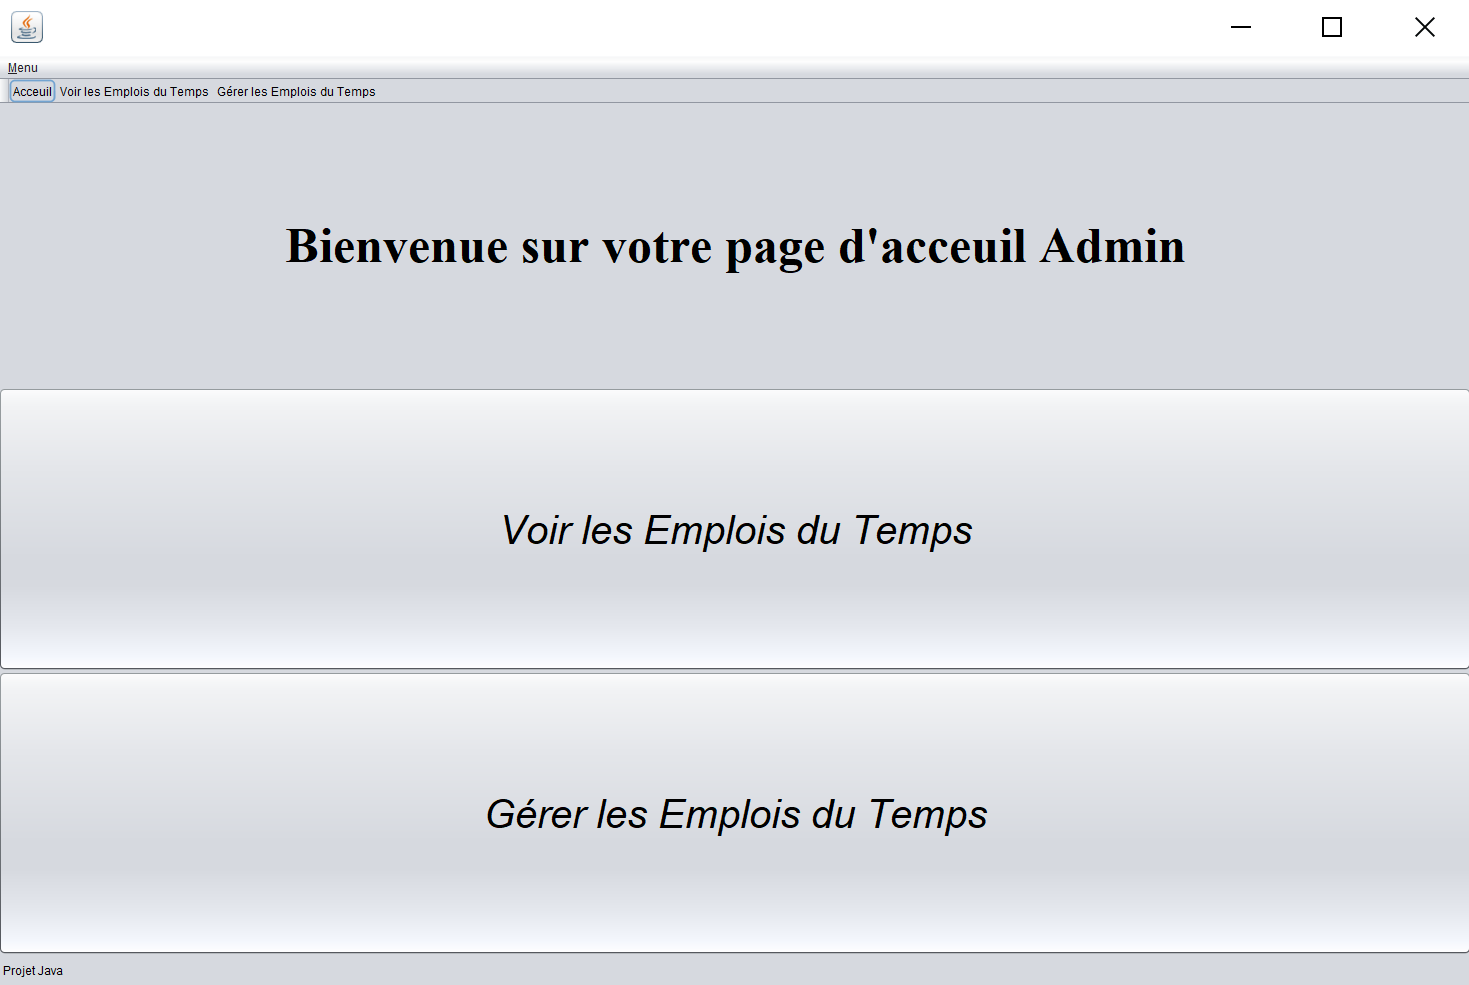 Menu
Acceuil Voir les Emplois du Temps Gérer les Emplois du Temps
Bienvenue sur votre page d'acceuil Admin
Voir les Emplois du Temps
Gérer les Emplois du Temps
Projet Java